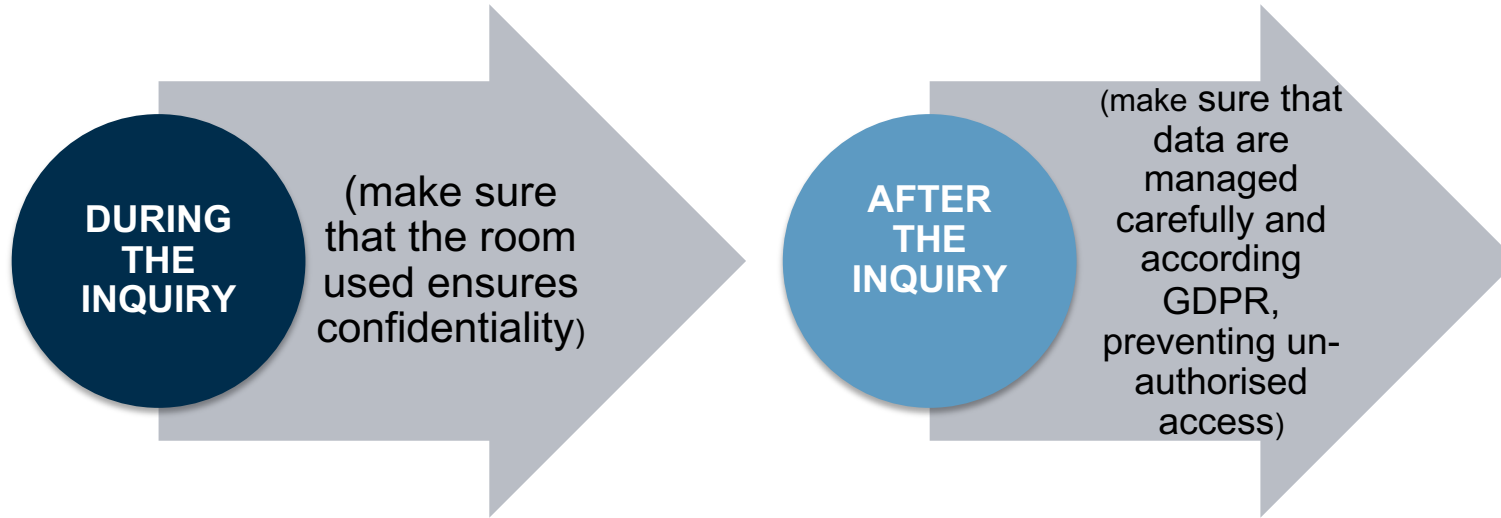 DURING
THE
INQUIRY
(make sure
that the room
used ensures
confidentiality)
AFTER
THE
INQUIRY
(make sure that
data are
managed
carefully and
according
GDPR,
preventing un-
authorised
access)